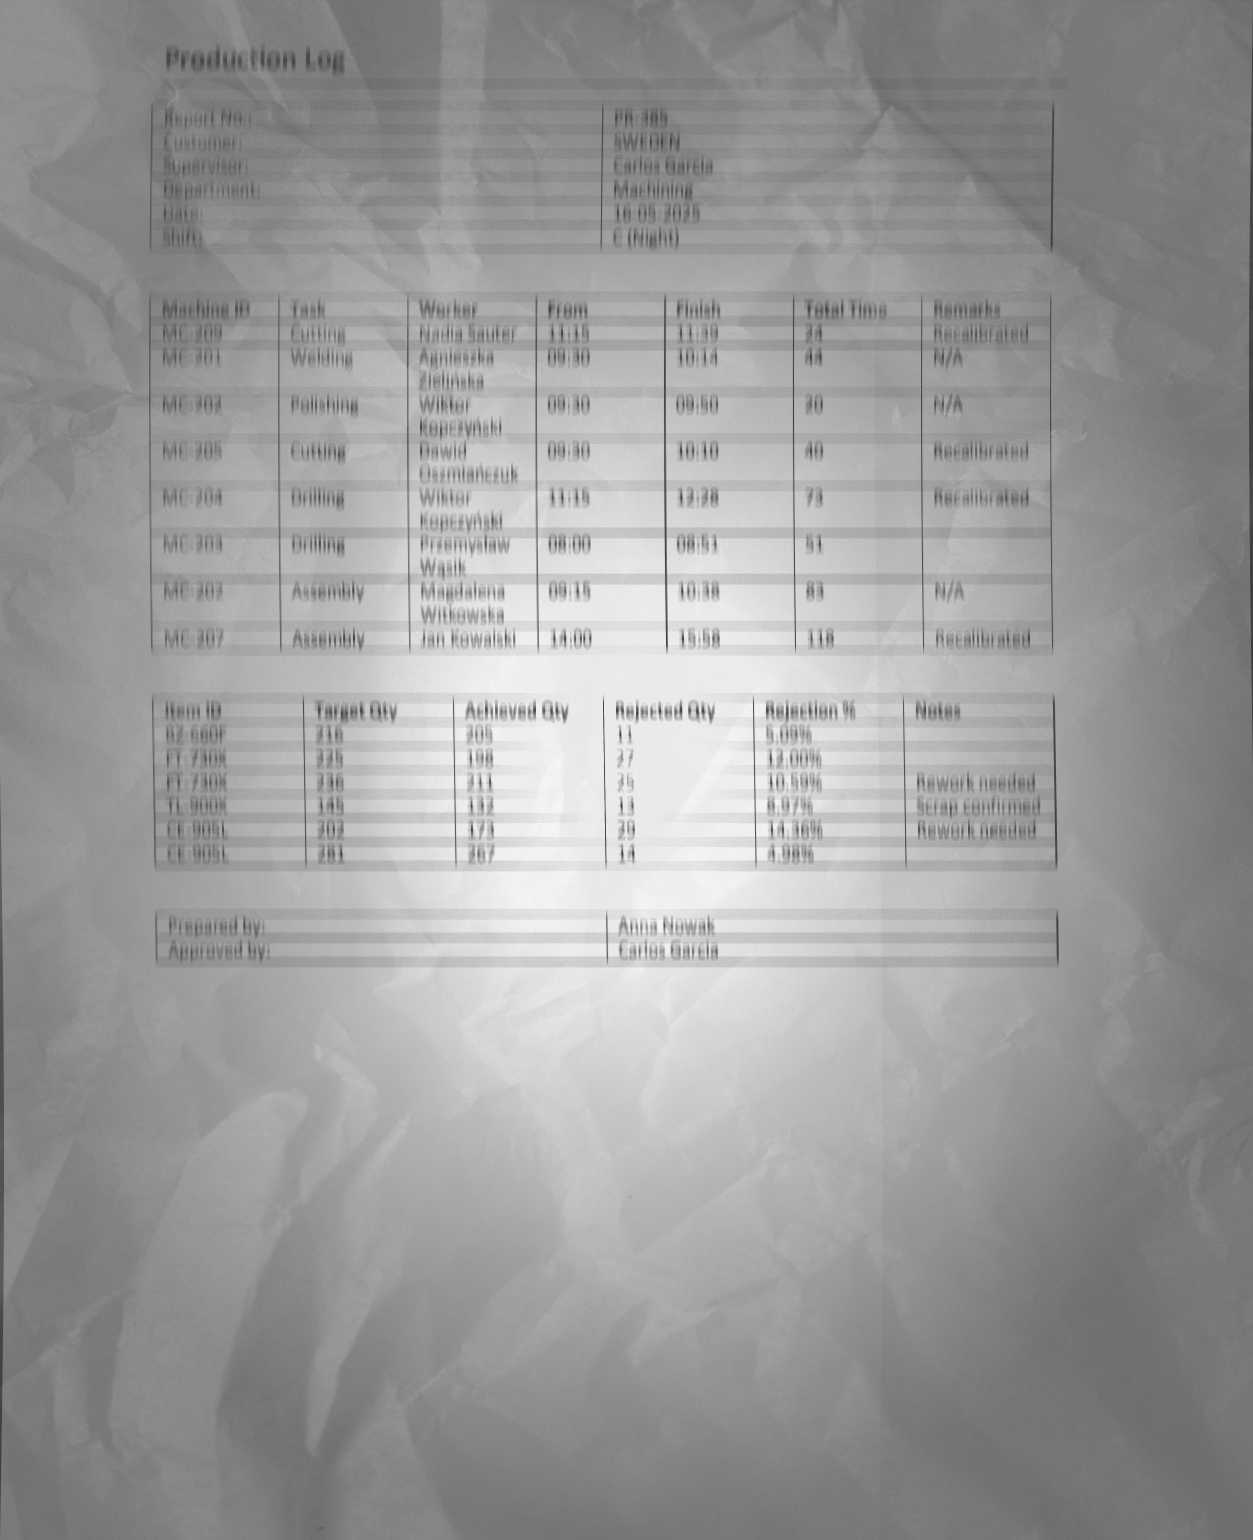 Production Log
Report No.: PR-385
Customer: SWEDEN
Supervisor: Carlos Garcia
Department: Machining
Date: 16-05-2025
Shift: C (Night)
Machine ID Task Worker From Finish Total Time Remarks
MC-209 Cutting Nadia Sauter 11:15 11:39 24 Recalibrated
MC-201 Welding Agnieszka 09:30 10:14 44 N/A
Zielińska
MC-202 Polishing Wiktor 09:30 09:50 20 N/A
Kopczyński
MC-205 Cutting Dawid 09:30 10:10 40 Recalibrated
Oszmiańczuk
MC-204 Drilling Wiktor 11:15 12:28 73 Recalibrated
Kopczyński
MC-203 Drilling Przemysław 08:00 08:51 51
Wąsik
MC-202 Assembly Magdalena 09:15 10:38 83 N/A
Witkowska
MC-207 Assembly Jan Kowalski 14:00 15:58 118 Recalibrated
Item ID Target Qty Achieved Qty Rejected Qty Rejection % Notes
BZ-660F 216 205 11 5.09%
FT-730X 225 198 27 12.00%
FT-730X 236 211 25 10.59% Rework needed
TL-900X 145 132 13 8.97% Scrap confirmed
CE-905L 202 173 29 14.36% Rework needed
CE-905L 281 267 14 4.98%
Prepared by: Anna Nowak
Approved by: Carlos Garcia